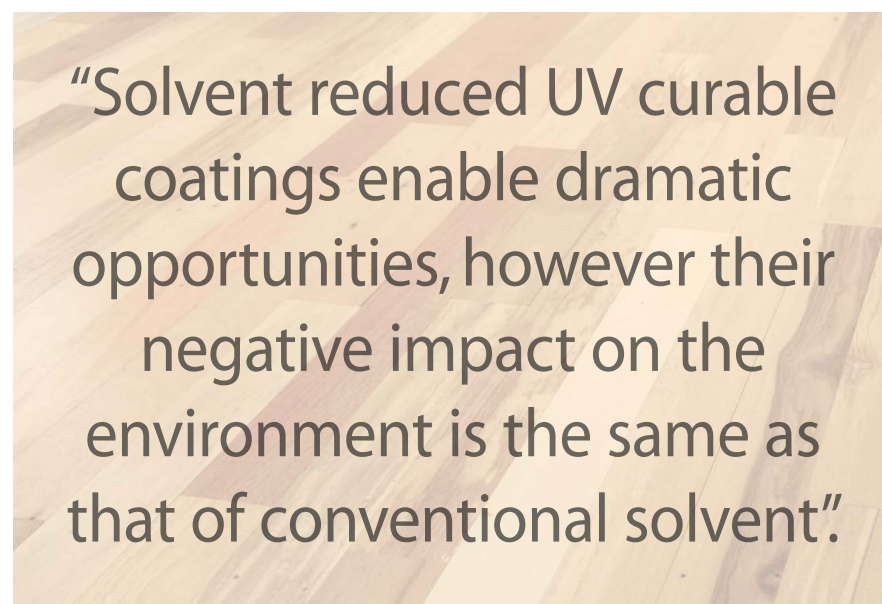 “Solvent reduced UV curable
coatings enable dramatic
opportunities, however their
negative impact on the
environment is the same as
that of conventional solvent”.